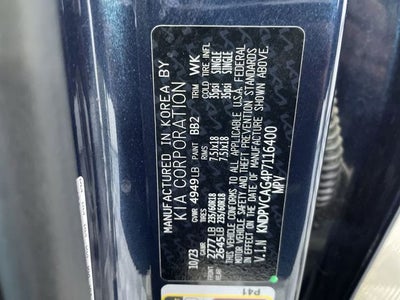 MANUFACTURED IN KOREA BY
KIA CORPORATION
10/23 GVWR 4949LB PAINT BB2 TRIM WK
GAWR TIRES RIMS COLD TIRE INFL
2727LB 235/60R18 7.5Jx18 35psi SINGLE
2645LB 235/60R18 7.5Jx18 35psi SINGLE
THIS VEHICLE CONFORMS TO ALL APPLICABLE U.S.A FEDERAL
MOTOR VEHICLE SAFETY AND THEFT PREVENTION STANDARDS
IN EFFECT ON THE DATE OF MANUFACTURE SHOWN ABOVE.
V.I.N KNDPVCAG4P7116400
MPV
P41